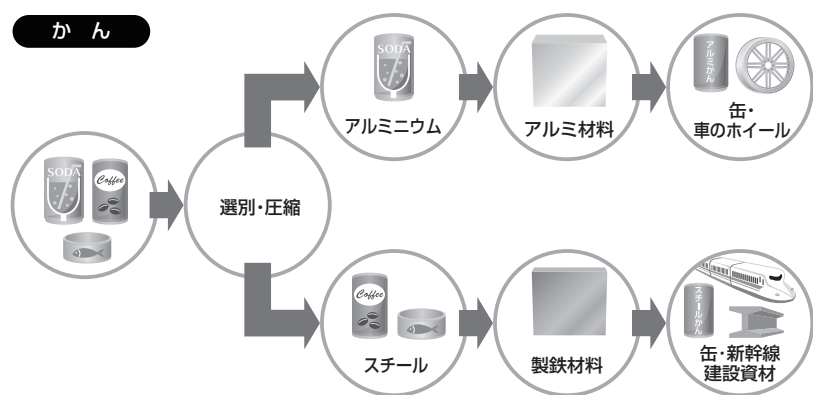 かん
SODA
Coffee
選別・圧縮
SODA
アルミニウム
アルミ材料
アルミかん
缶・
車のホイール
Coffee
スチール
製鉄材料
スチールかん
缶・新幹線
建設資材